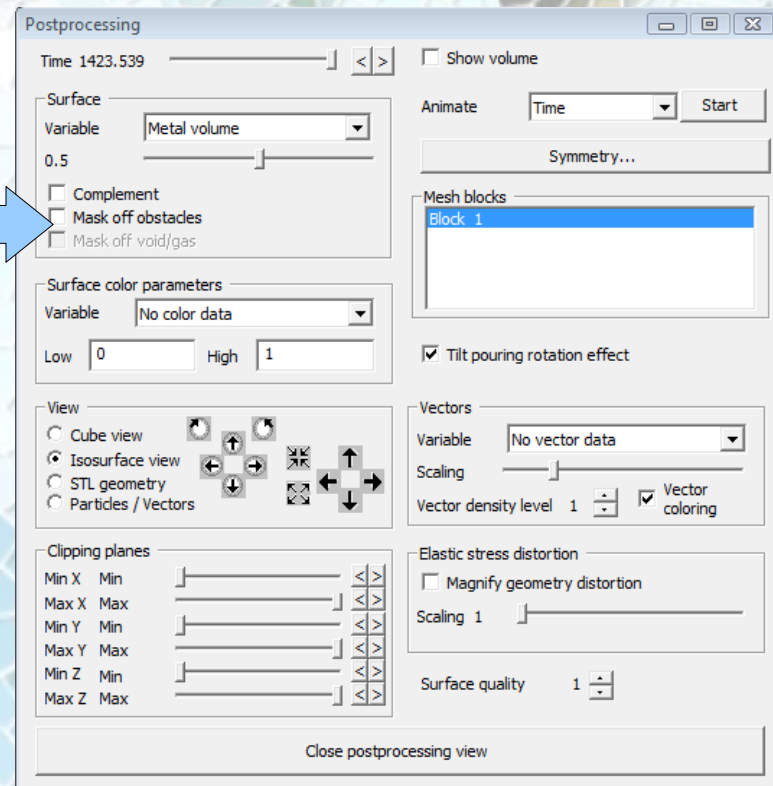 Postprocessing
Time 1423.539
< >
Show volume
Surface
Variable Metal volume
0.5
Complement
Mask off obstacles
Mask off void/gas
Animate Time Start
Symmetry...
Mesh blocks
Block 1
Surface color parameters
Variable No color data
Low 0 High 1
Tilt pouring rotation effect
View
Cube view
Isosurface view
STL geometry
Particles / Vectors
Vectors
Variable No vector data
Scaling
Vector density level 1
Vector
coloring
Clipping planes
Min X Min < >
Max X Max < >
Min Y Min < >
Max Y Max < >
Min Z Min < >
Max Z Max < >
Elastic stress distortion
Magnify geometry distortion
Scaling 1
Surface quality 1
Close postprocessing view